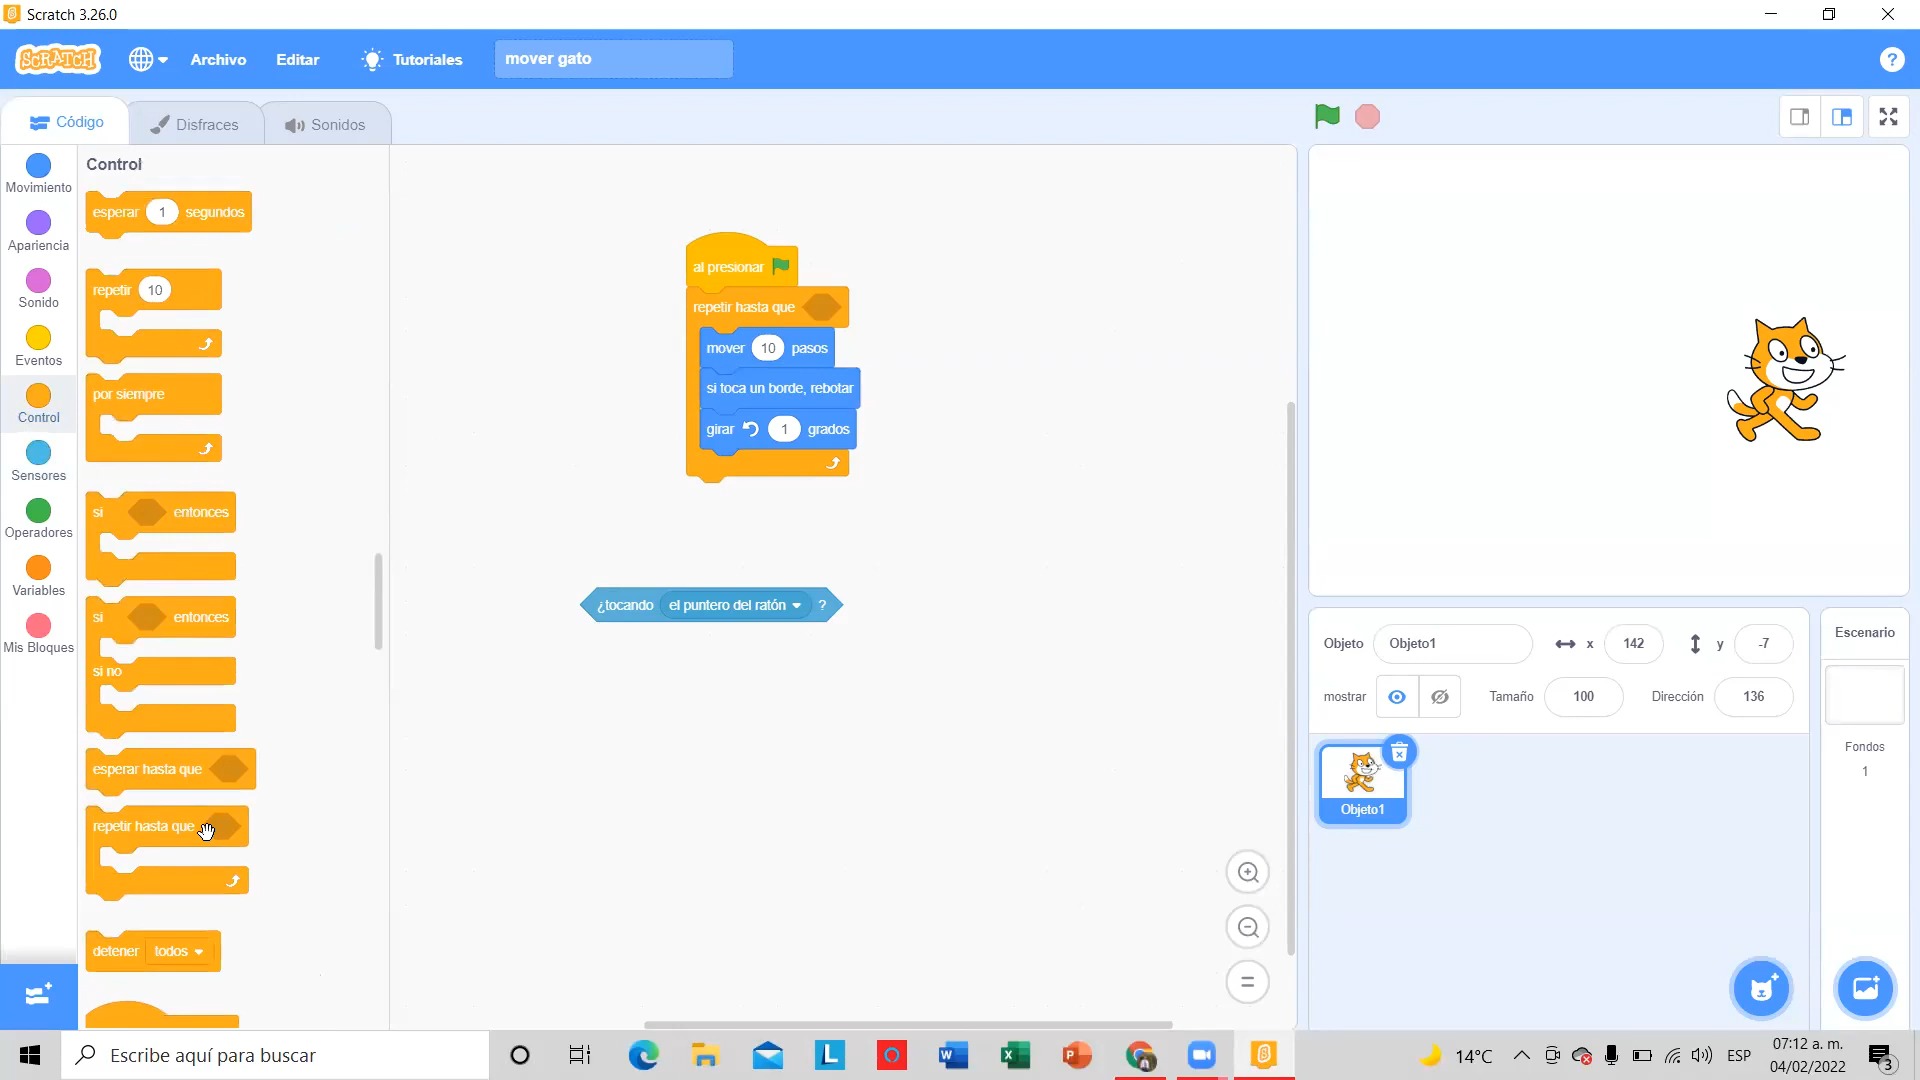 Scratch 3.26.0
SCRATCH
Archivo
Editar
Tutoriales
mover gato
?
Código
Disfraces
Sonidos
Movimiento
Apariencia
Sonido
Eventos
Control
Sensores
Operadores
Variables
Mis Bloques
Control
esperar 1 segundos
repetir 10
por siempre
si entonces
si entonces
si no
esperar hasta que
repetir hasta que
detener todos
al presionar
repetir hasta que
mover 10 pasos
si toca un borde, rebotar
girar 1 grados
¿tocando el puntero del ratón ?
Objeto Objeto1 x 142 y -7
mostrar Tamaño 100 Dirección 136
Objeto1
Escenario
Fondos
1
Escribe aquí para buscar
L
14°C
ESP
07:12 a. m.
04/02/2022
3